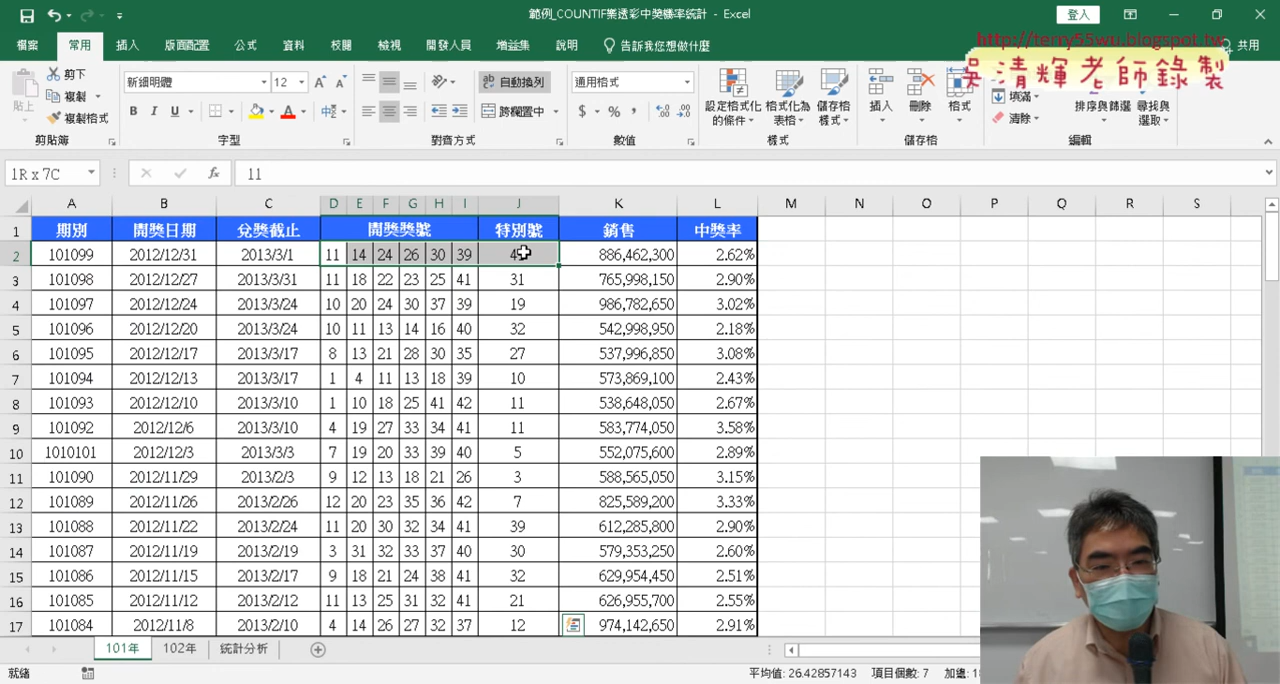 範例_COUNTIF樂透彩中獎機率統計 - Excel
登入
檔案 常用 插入 版面配置 公式 資料 校閱 檢視 開發人員 增益集 說明 告訴我您想做什麼 共用
http://terry55wu.blogspot.tw
吳清輝老師錄製
貼上 剪下 複製 複製格式 剪貼簿
新細明體 12 B I U 字型
自動換列 跨欄置中 對齊方式
通用格式 $ % 數值
設定格式化的條件 格式化為表格 儲存格樣式 樣式
插入 刪除 格式 儲存格
填滿 清除 排序與篩選 尋找與選取 編輯
1R x 7C fx 11
A B C D E F G H I J K L M N O P Q R S
1 期別 開獎日期 兌獎截止 開獎獎號 特別號 銷售 中獎率
2 101099 2012/12/31 2013/3/1 11 14 24 26 30 39 4 886,462,300 2.62%
3 101098 2012/12/27 2013/3/31 11 18 22 23 25 41 31 765,998,150 2.90%
4 101097 2012/12/24 2013/3/24 10 20 24 30 37 39 19 986,782,650 3.02%
5 101096 2012/12/20 2013/3/24 10 11 13 14 16 40 32 542,998,950 2.18%
6 101095 2012/12/17 2013/3/17 8 13 21 28 30 35 27 537,996,850 3.08%
7 101094 2012/12/13 2013/3/17 1 4 11 13 18 39 10 573,869,100 2.43%
8 101093 2012/12/10 2013/3/10 1 10 18 25 41 42 11 538,648,050 2.67%
9 101092 2012/12/6 2013/3/10 4 19 27 33 34 41 11 583,774,050 3.58%
10 1010101 2012/12/3 2013/3/3 7 19 20 33 39 40 5 552,075,600 2.89%
11 101090 2012/11/29 2013/2/3 9 12 13 18 21 26 3 588,565,050 3.15%
12 101089 2012/11/26 2013/2/26 12 20 23 35 36 42 7 825,589,200 3.33%
13 101088 2012/11/22 2013/2/24 11 20 30 32 34 41 39 612,285,800 2.90%
14 101087 2012/11/19 2013/2/19 3 31 32 33 37 40 30 579,353,250 2.60%
15 101086 2012/11/15 2013/2/17 9 18 21 24 38 41 32 629,954,450 2.51%
16 101085 2012/11/12 2013/2/12 11 13 25 31 32 41 21 626,955,700 2.55%
17 101084 2012/11/8 2013/2/10 4 14 26 27 32 37 12 974,142,650 2.91%
101年 102年 統計分析
就緒 平均值: 26.42857143 項目個數: 7 加總: